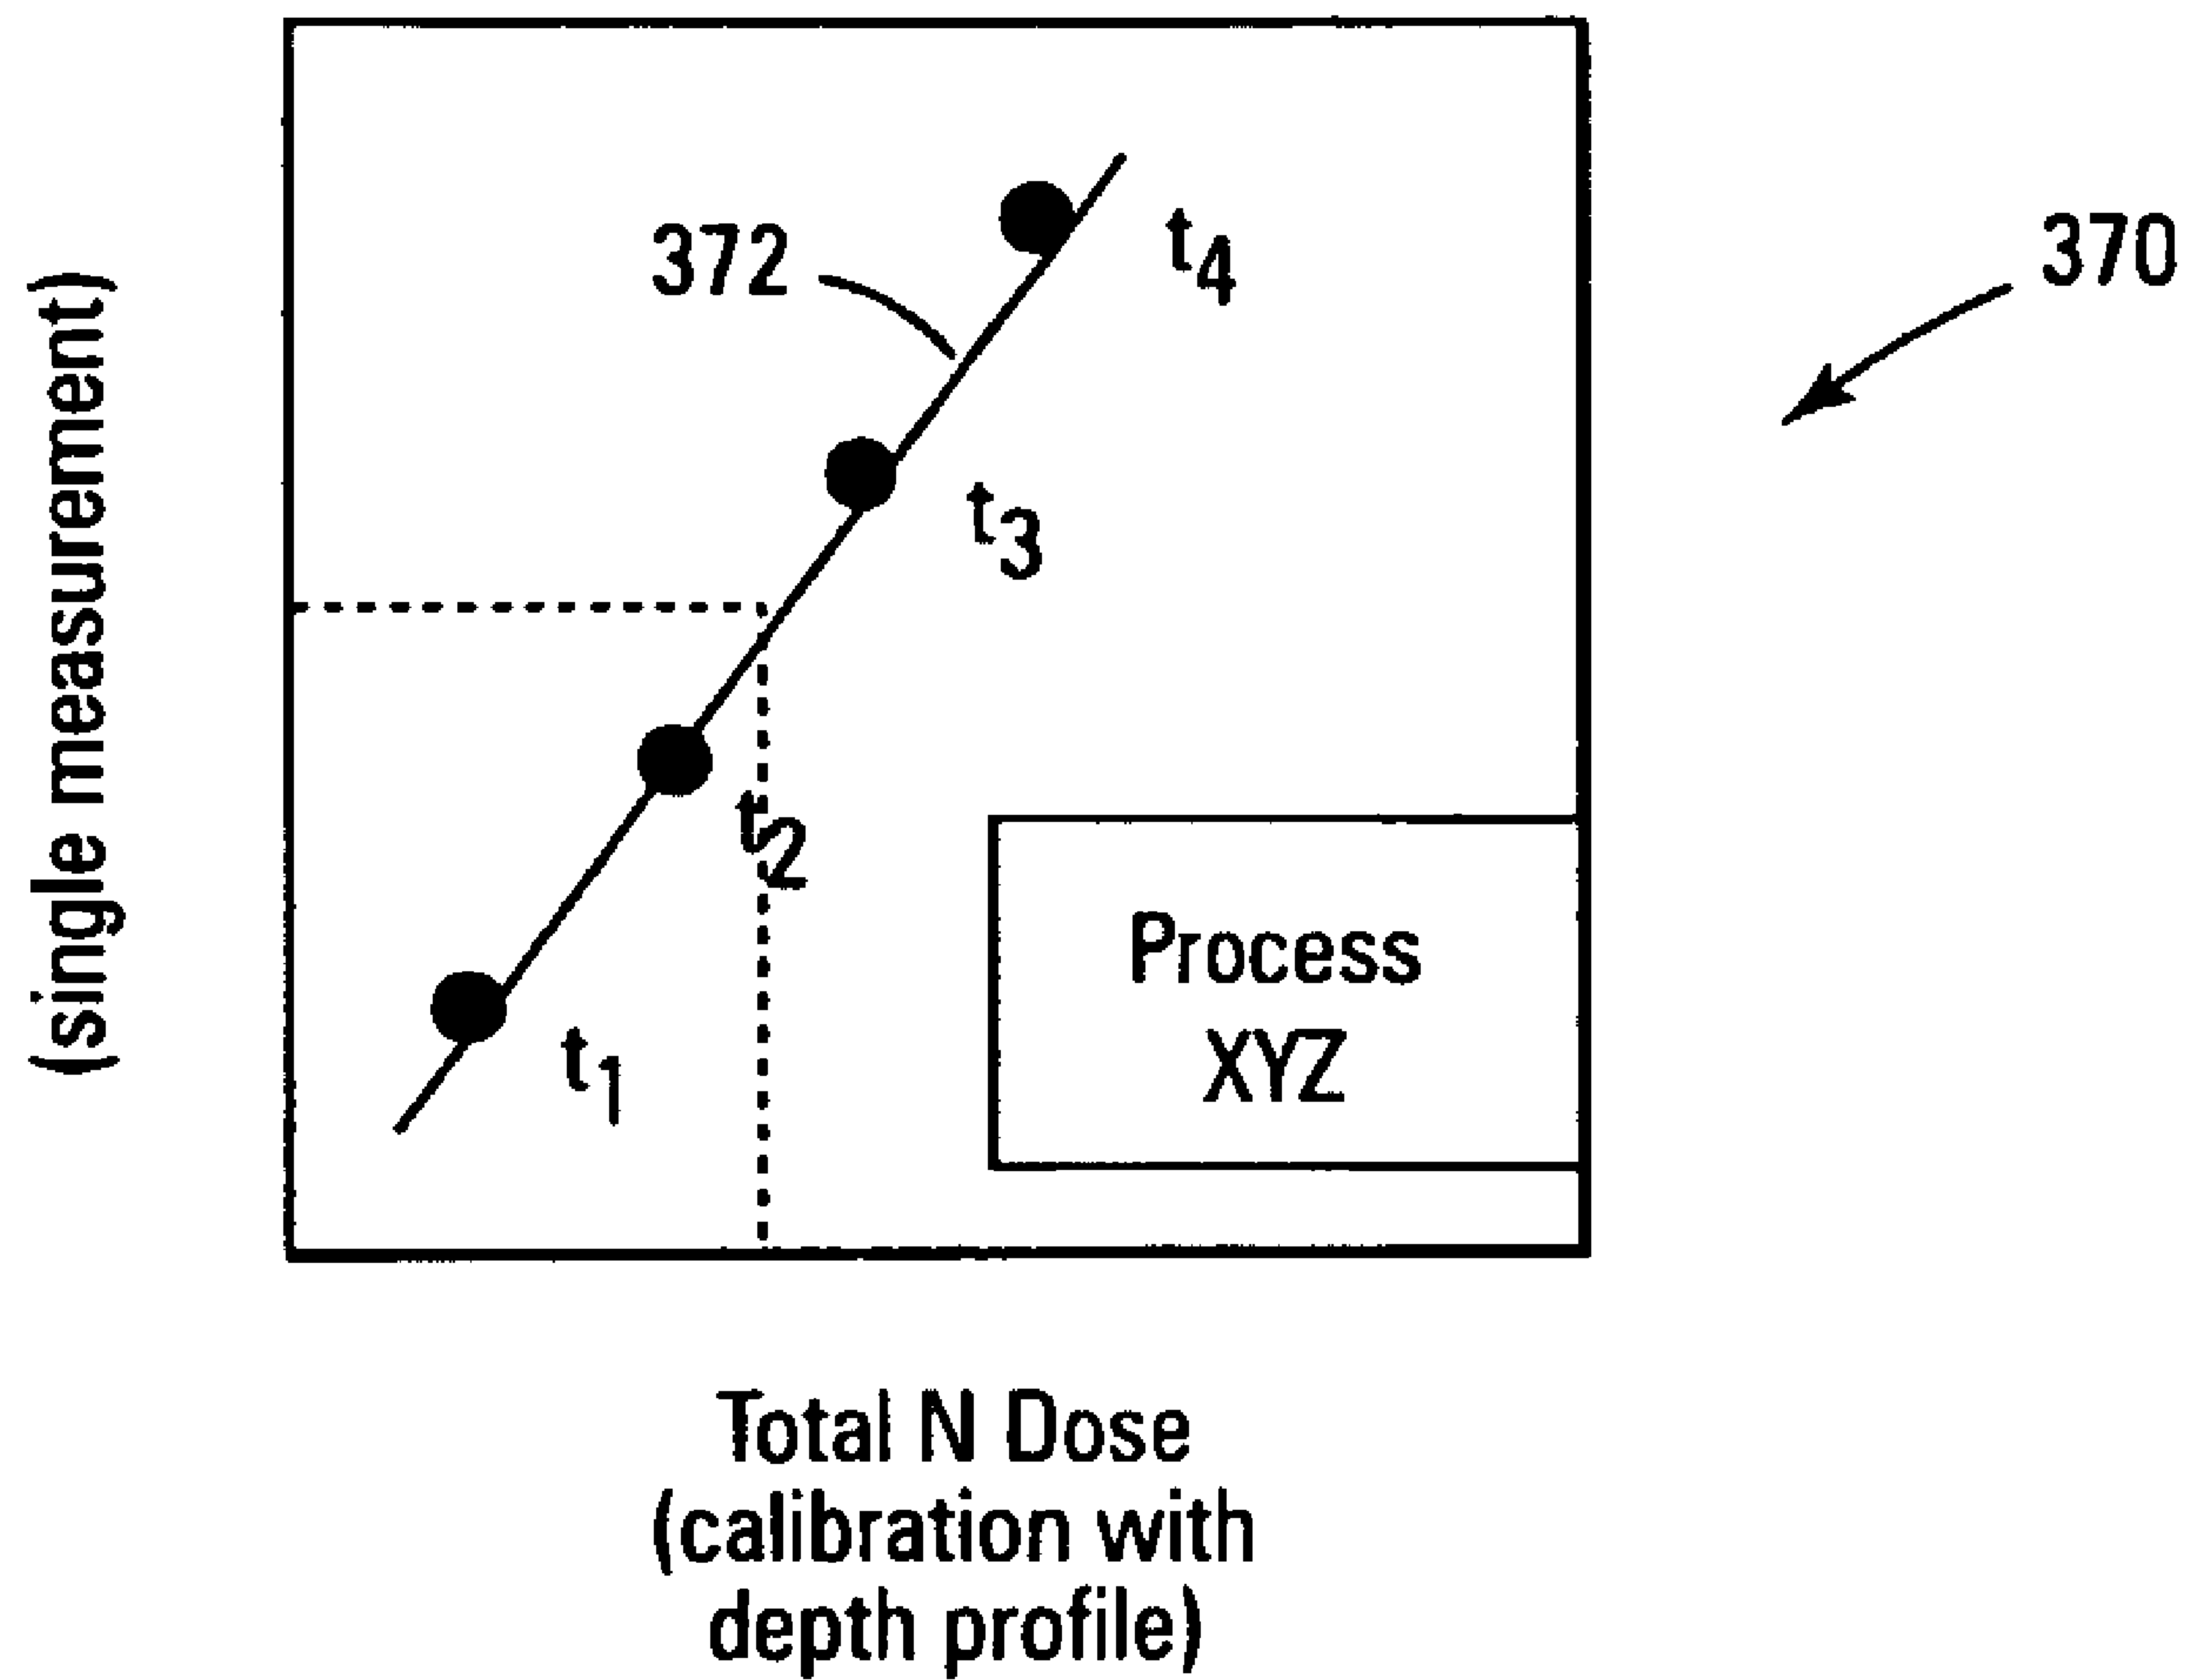 (single measurement)
372
t4
370
t3
t2
t1
Process
XYZ
Total N Dose
(calibration with
depth profile)